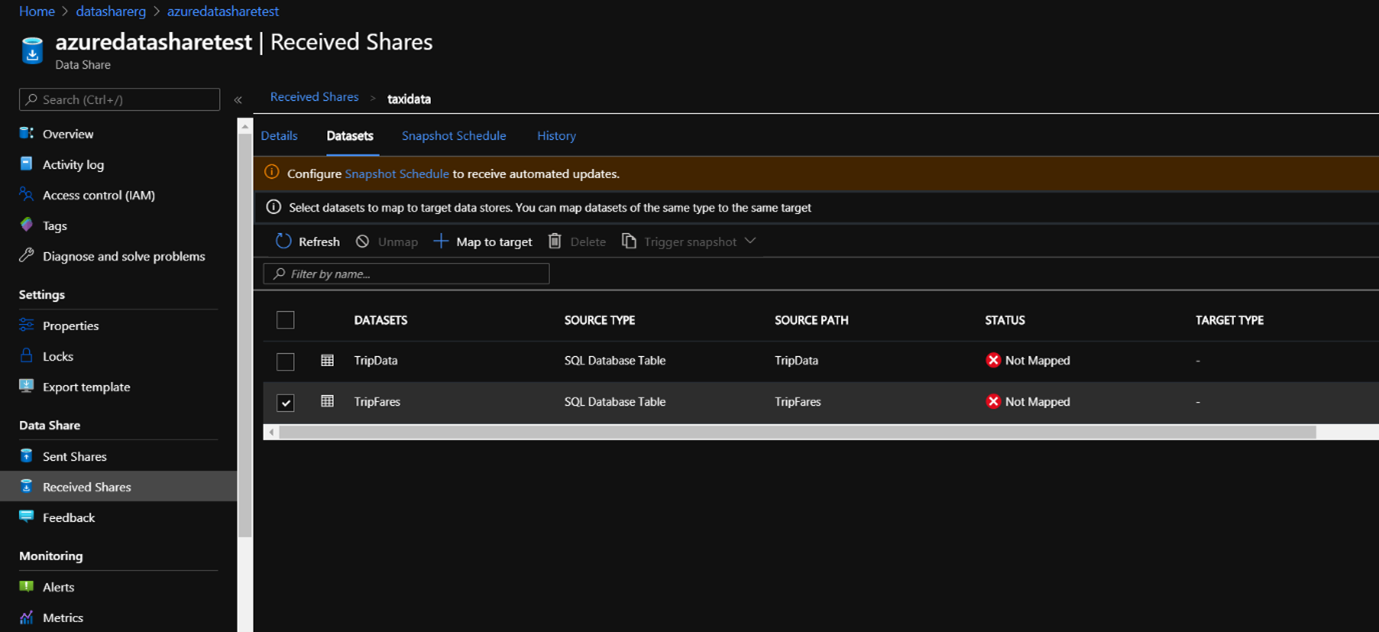 Home > datasharerg > azuredatasharetest
azuredatasharetest | Received Shares
Data Share
Search (Ctrl+/)
«
Overview
Activity log
Access control (IAM)
Tags
Diagnose and solve problems
Settings
Properties
Locks
Export template
Data Share
Sent Shares
Received Shares
Feedback
Monitoring
Alerts
Metrics
Received Shares > taxidata
Details Datasets Snapshot Schedule History
Configure Snapshot Schedule to receive automated updates.
Select datasets to map to target data stores. You can map datasets of the same type to the same target
Refresh Unmap Map to target Delete Trigger snapshot
Filter by name...
DATASETS SOURCE TYPE SOURCE PATH STATUS TARGET TYPE
TripData SQL Database Table TripData Not Mapped -
TripFares SQL Database Table TripFares Not Mapped -